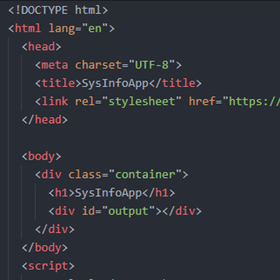 <!DOCTYPE html>
<html lang="en">
<head>
<meta charset="UTF-8">
<title>SysInfoApp</title>
<link rel="stylesheet" href="https://
</head>
<body>
<div class="container">
<h1>SysInfoApp</h1>
<div id="output"></div>
</div>
</body>
<script>